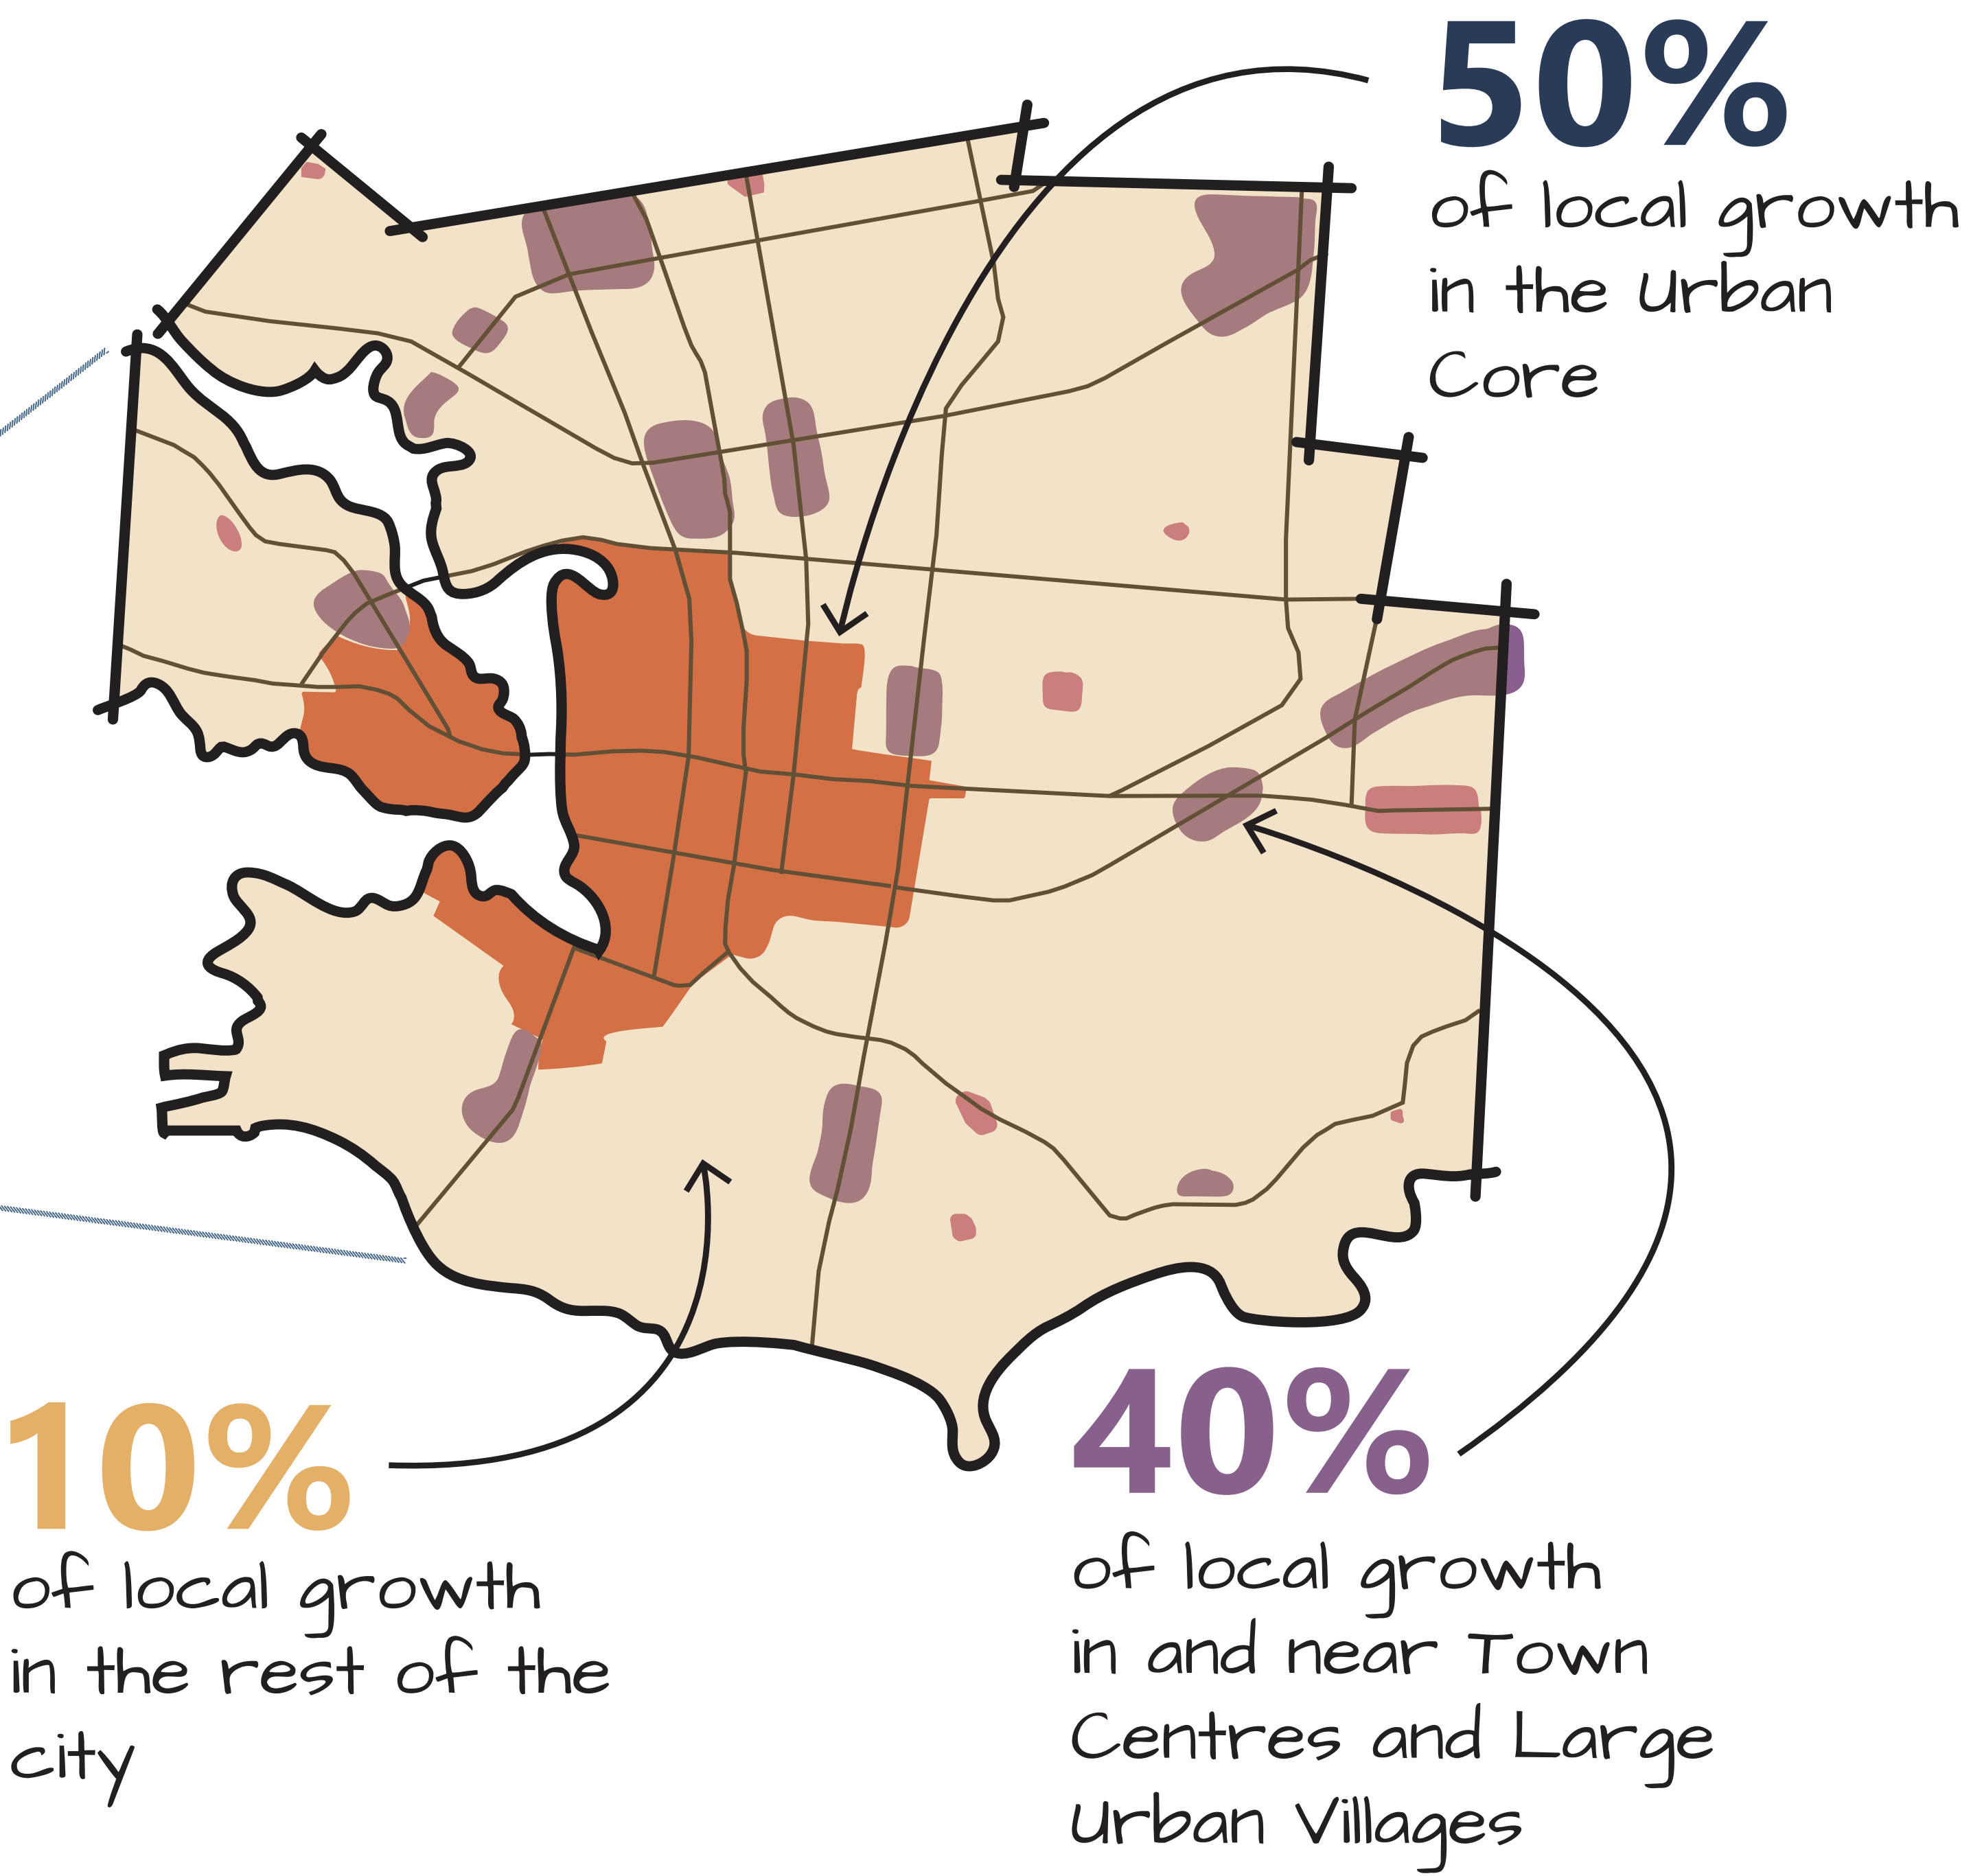 50%
of local growth
in the Urban
Core
40%
of local growth
in and near Town
Centres and Large
Urban Villages
10%
of local growth
in the rest of the
city